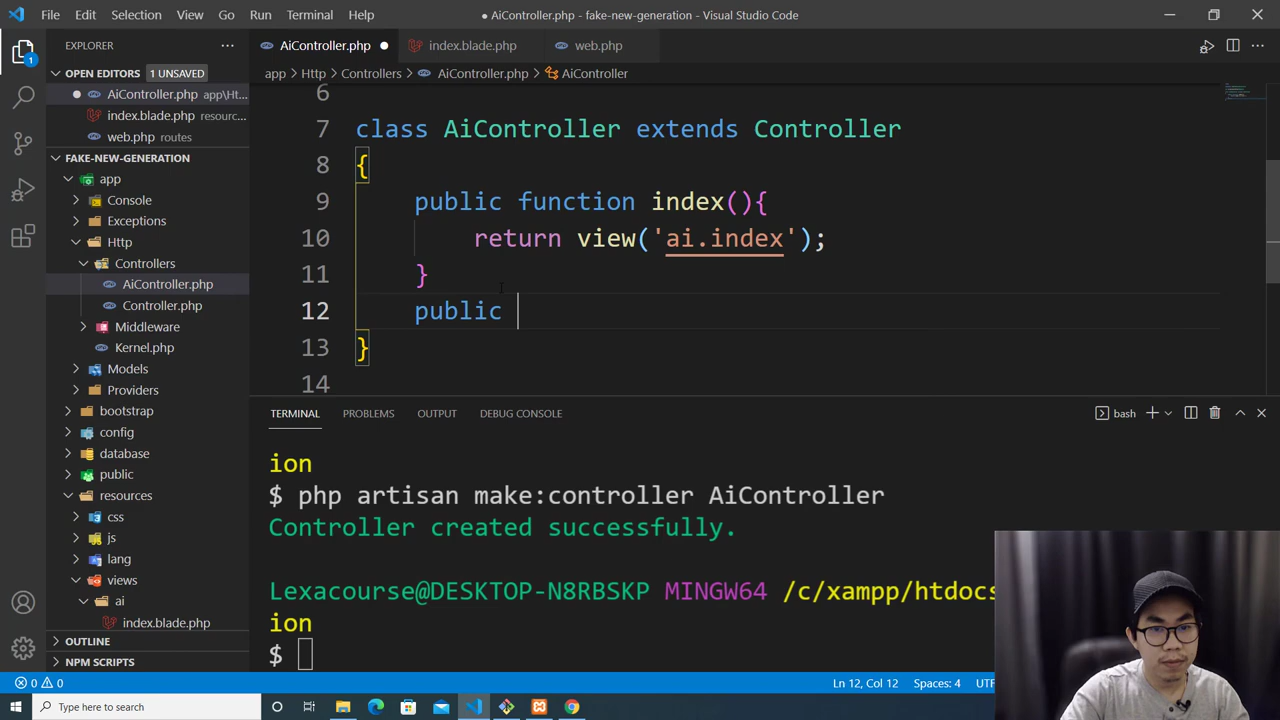 File Edit Selection View Go Run Terminal Help
● AiController.php - fake-new-generation - Visual Studio Code
EXPLORER
OPEN EDITORS 1 UNSAVED
AiController.php app\Ht...
index.blade.php resourc...
web.php routes
FAKE-NEW-GENERATION
app
Console
Exceptions
Http
Controllers
AiController.php
Controller.php
Middleware
Kernel.php
Models
Providers
bootstrap
config
database
public
resources
css
js
lang
views
ai
index.blade.php
OUTLINE
NPM SCRIPTS
1
AiController.php index.blade.php web.php
app > Http > Controllers > AiController.php > AiController
6
7 class AiController extends Controller
8 {
9 public function index(){
10 return view('ai.index');
11 }
12 public
13 }
14
TERMINAL PROBLEMS OUTPUT DEBUG CONSOLE bash
ion
$ php artisan make:controller AiController
Controller created successfully.
Lexacourse@DESKTOP-N8RBSKP MINGW64 /c/xampp/htdocs
ion
$
0 0 Ln 12, Col 12 Spaces: 4 UTF
Type here to search